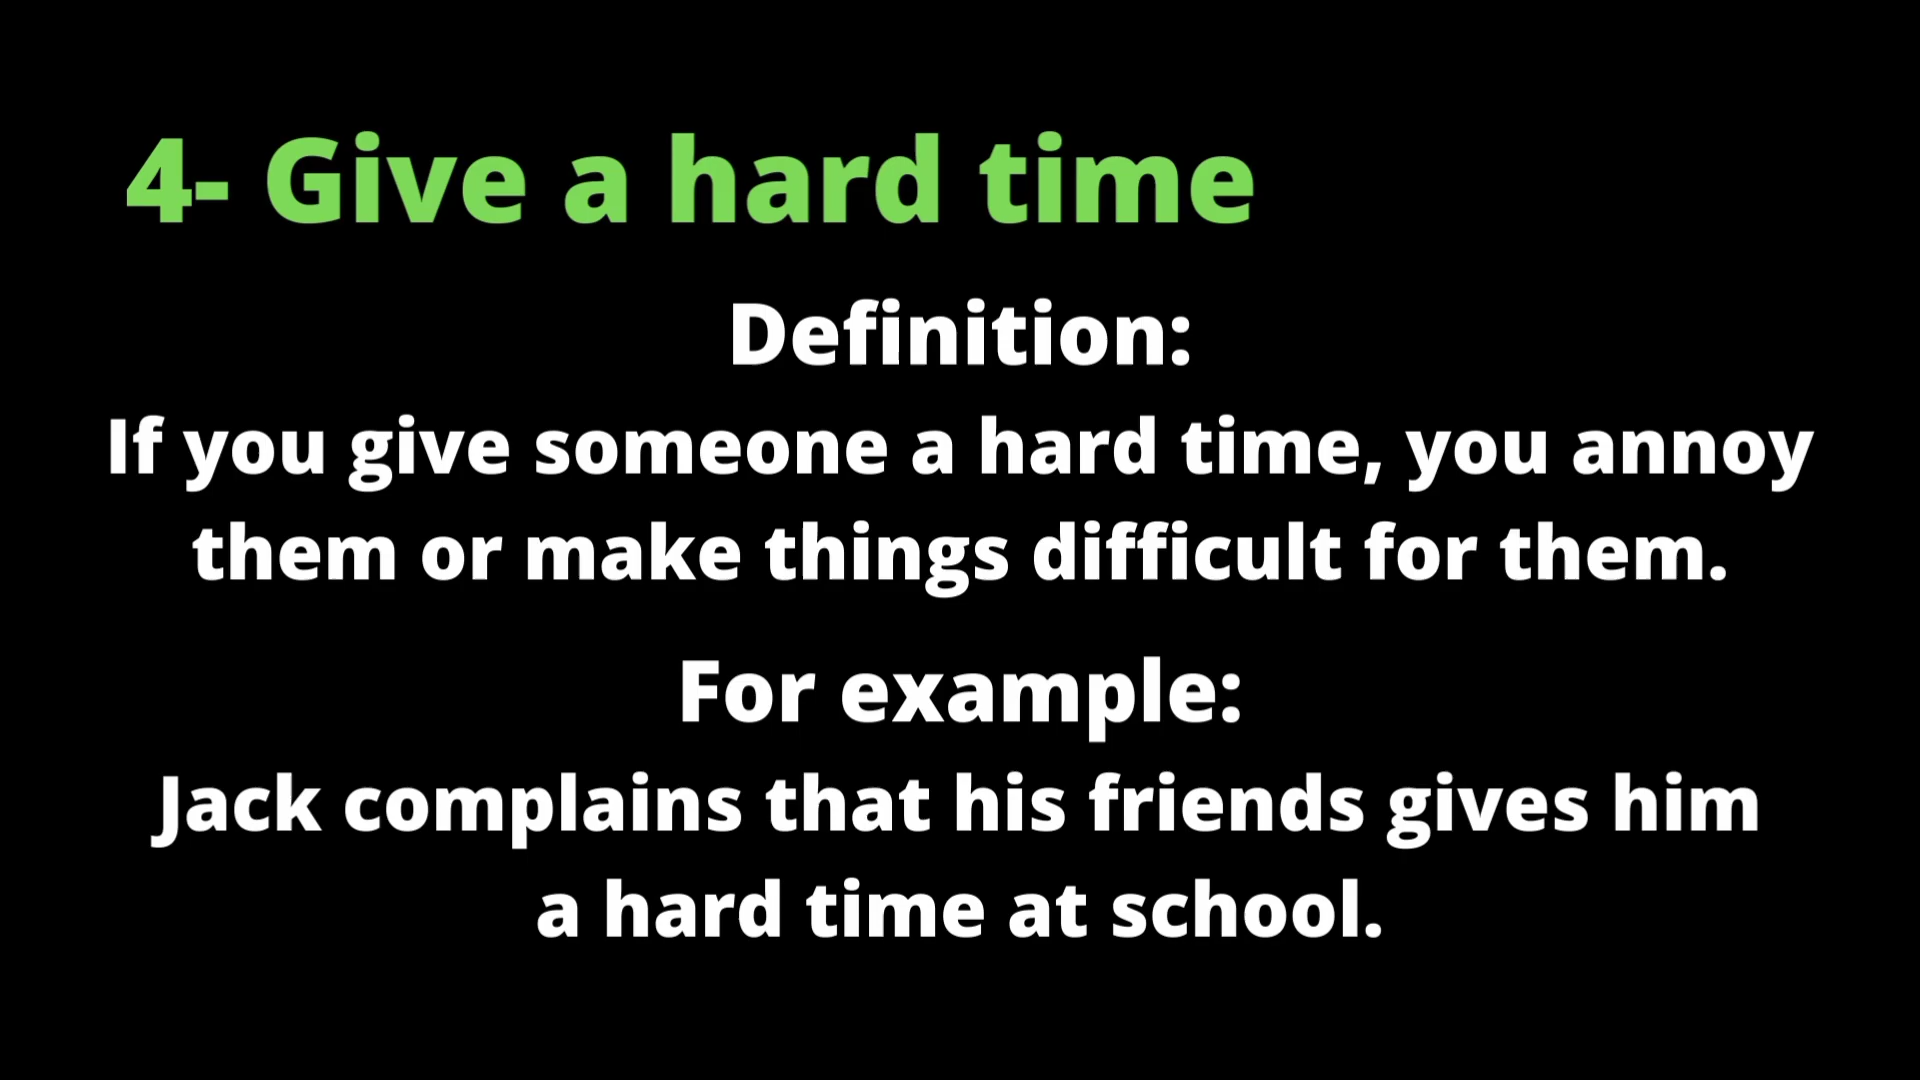 4- Give a hard time
Definition:
If you give someone a hard time, you annoy
them or make things difficult for them.
For example:
Jack complains that his friends gives him
a hard time at school.